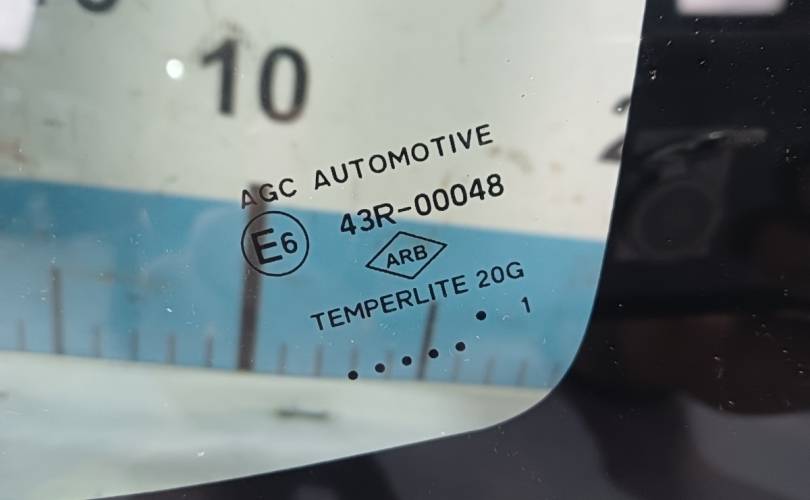 10
AGC AUTOMOTIVE
E6 43R-00048
ARB
TEMPERLITE 20G
1